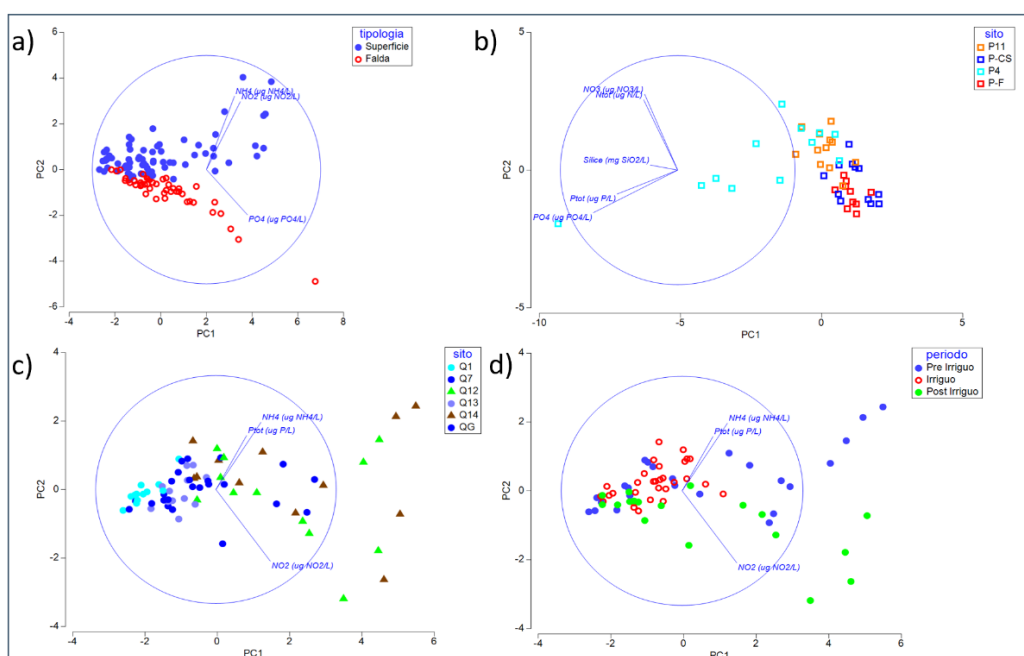 a)
tipologia
Superficie
Falda
6
4
2
0
-2
-4
-6
PC2
NH4 (ug NH4/L)
NO2 (ug NO2/L)
PO4 (ug PO4/L)
-4
-2
0
2
4
6
8
PC1
b)
sito
P11
P-CS
P4
P-F
5
0
-5
PC2
NO3 (ug NO3/L)
Ntot (ug N/L)
Silice (mg SiO2/L)
Ptot (ug P/L)
PO4 (ug PO4/L)
-10
-5
0
5
PC1
c)
sito
Q1
Q7
Q12
Q13
Q14
QG
4
2
0
-2
-4
PC2
NH4 (ug NH4/L)
Ptot (ug P/L)
NO2 (ug NO2/L)
-4
-2
0
2
4
6
PC1
d)
periodo
Pre Irriguo
Irriguo
Post Irriguo
4
2
0
-2
-4
PC2
NH4 (ug NH4/L)
Ptot (ug P/L)
NO2 (ug NO2/L)
-4
-2
0
2
4
6
PC1